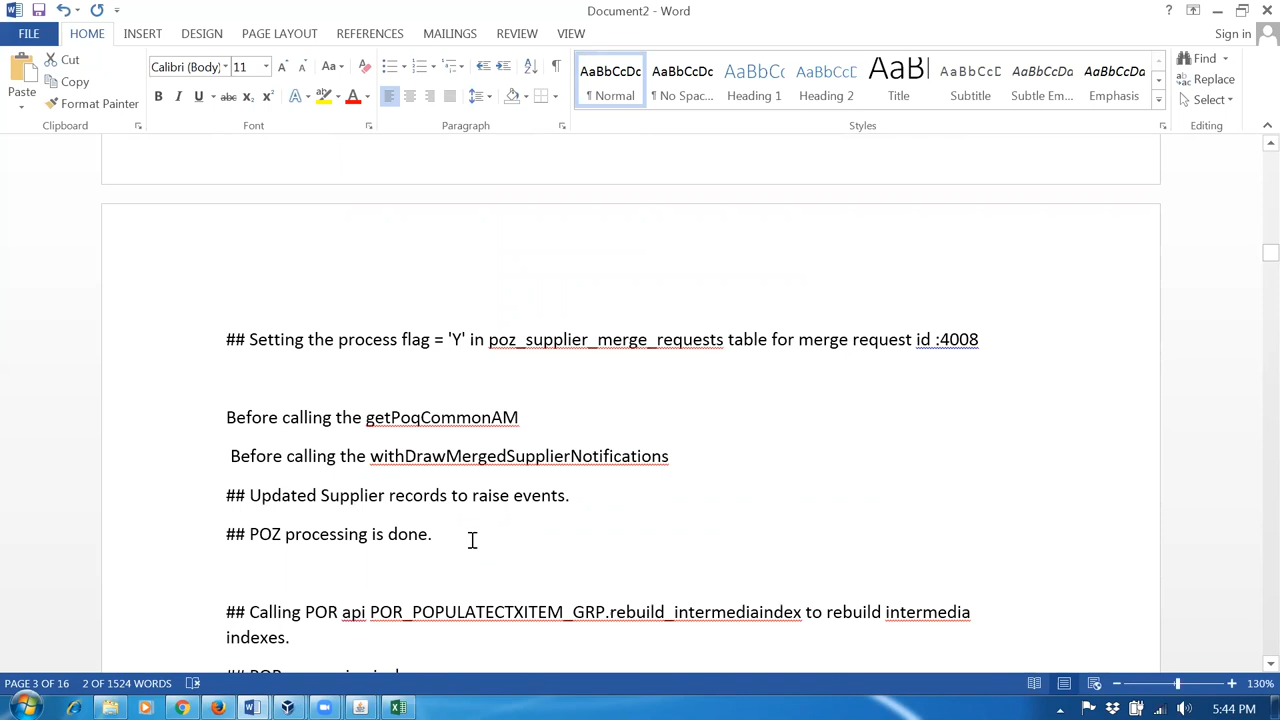 Document2 - Word
? Sign in
FILE HOME INSERT DESIGN PAGE LAYOUT REFERENCES MAILINGS REVIEW VIEW
Paste Cut Copy Format Painter
Calibri (Body) 11
AaBbCcDc AaBbCcDc AaBbCc AaBbCcD AaBb AaBbCcD AaBbCcDa AaBbCcDa
¶ Normal ¶ No Spac... Heading 1 Heading 2 Title Subtitle Subtle Em... Emphasis
Find Replace Select
Clipboard Font Paragraph Styles Editing
## Setting the process flag = 'Y' in poz_supplier_merge_requests table for merge request id :4008
Before calling the getPoqCommonAM
Before calling the withDrawMergedSupplierNotifications
## Updated Supplier records to raise events.
## POZ processing is done.
## Calling POR api POR_POPULATECTXITEM_GRP.rebuild_intermediaindex to rebuild intermedia
indexes.
PAGE 3 OF 16 2 OF 1524 WORDS 130%
5:44 PM